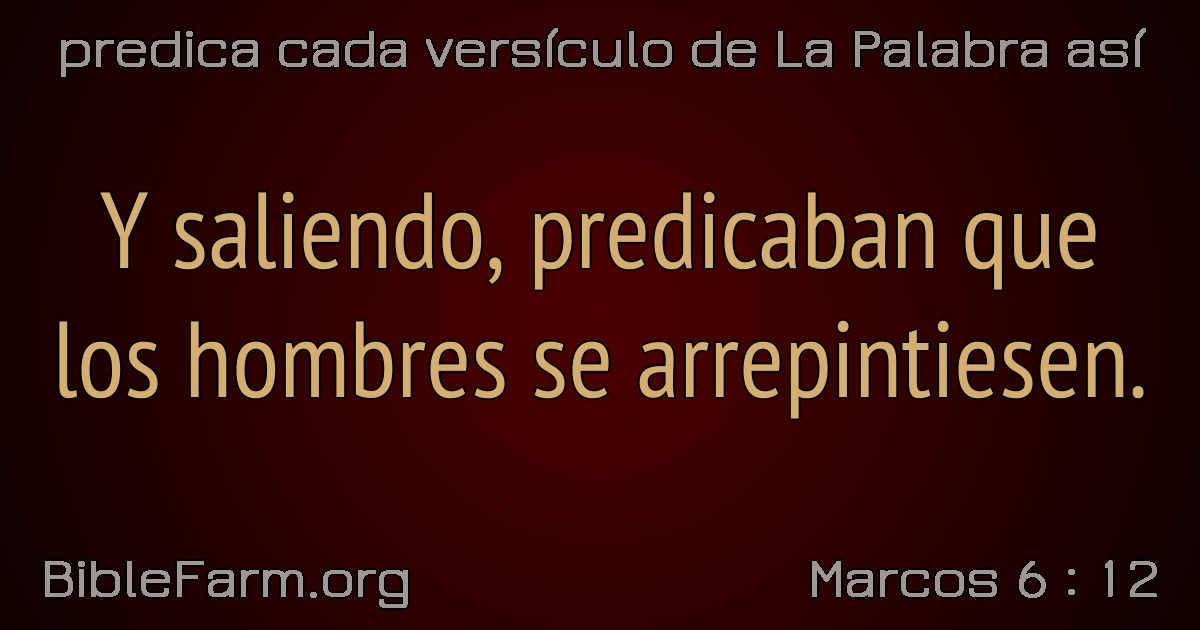 predica cada versículo de La Palabra así
Y saliendo, predicaban que
los hombres se arrepintiesen.
BibleFarm.org
Marcos 6 : 12